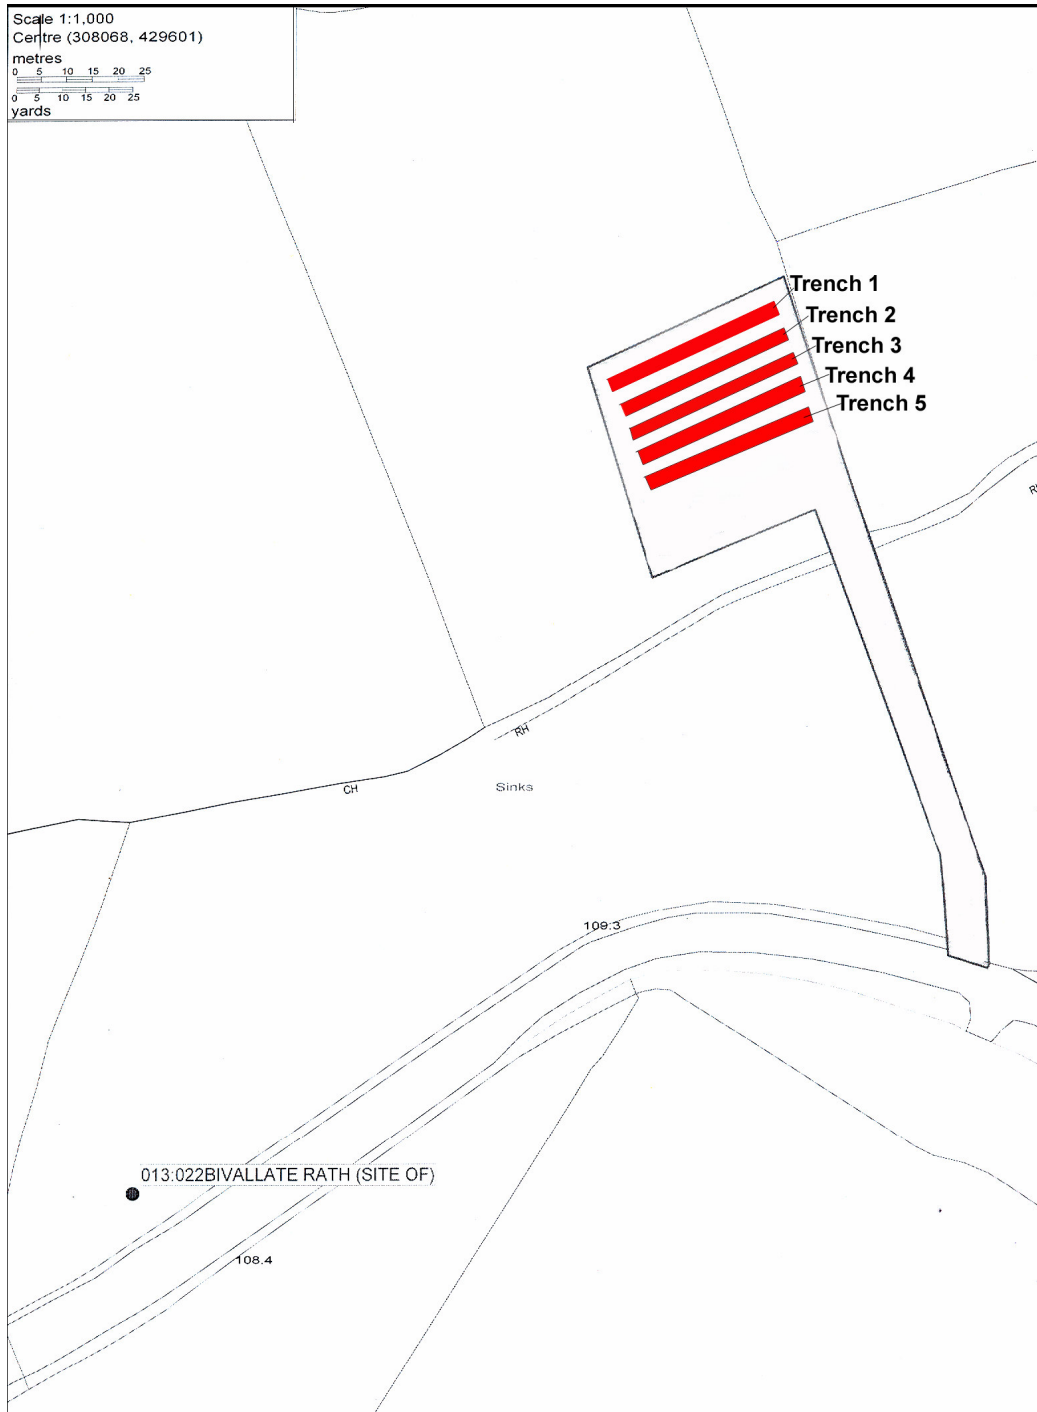 Scale 1:1,000
Centre (308068, 429601)
metres
0 5 10 15 20 25
0 5 10 15 20 25
yards
Trench 1
Trench 2
Trench 3
Trench 4
Trench 5
RH
CH
Sinks
109.3
013:022BIVALLATE RATH (SITE OF)
108.4